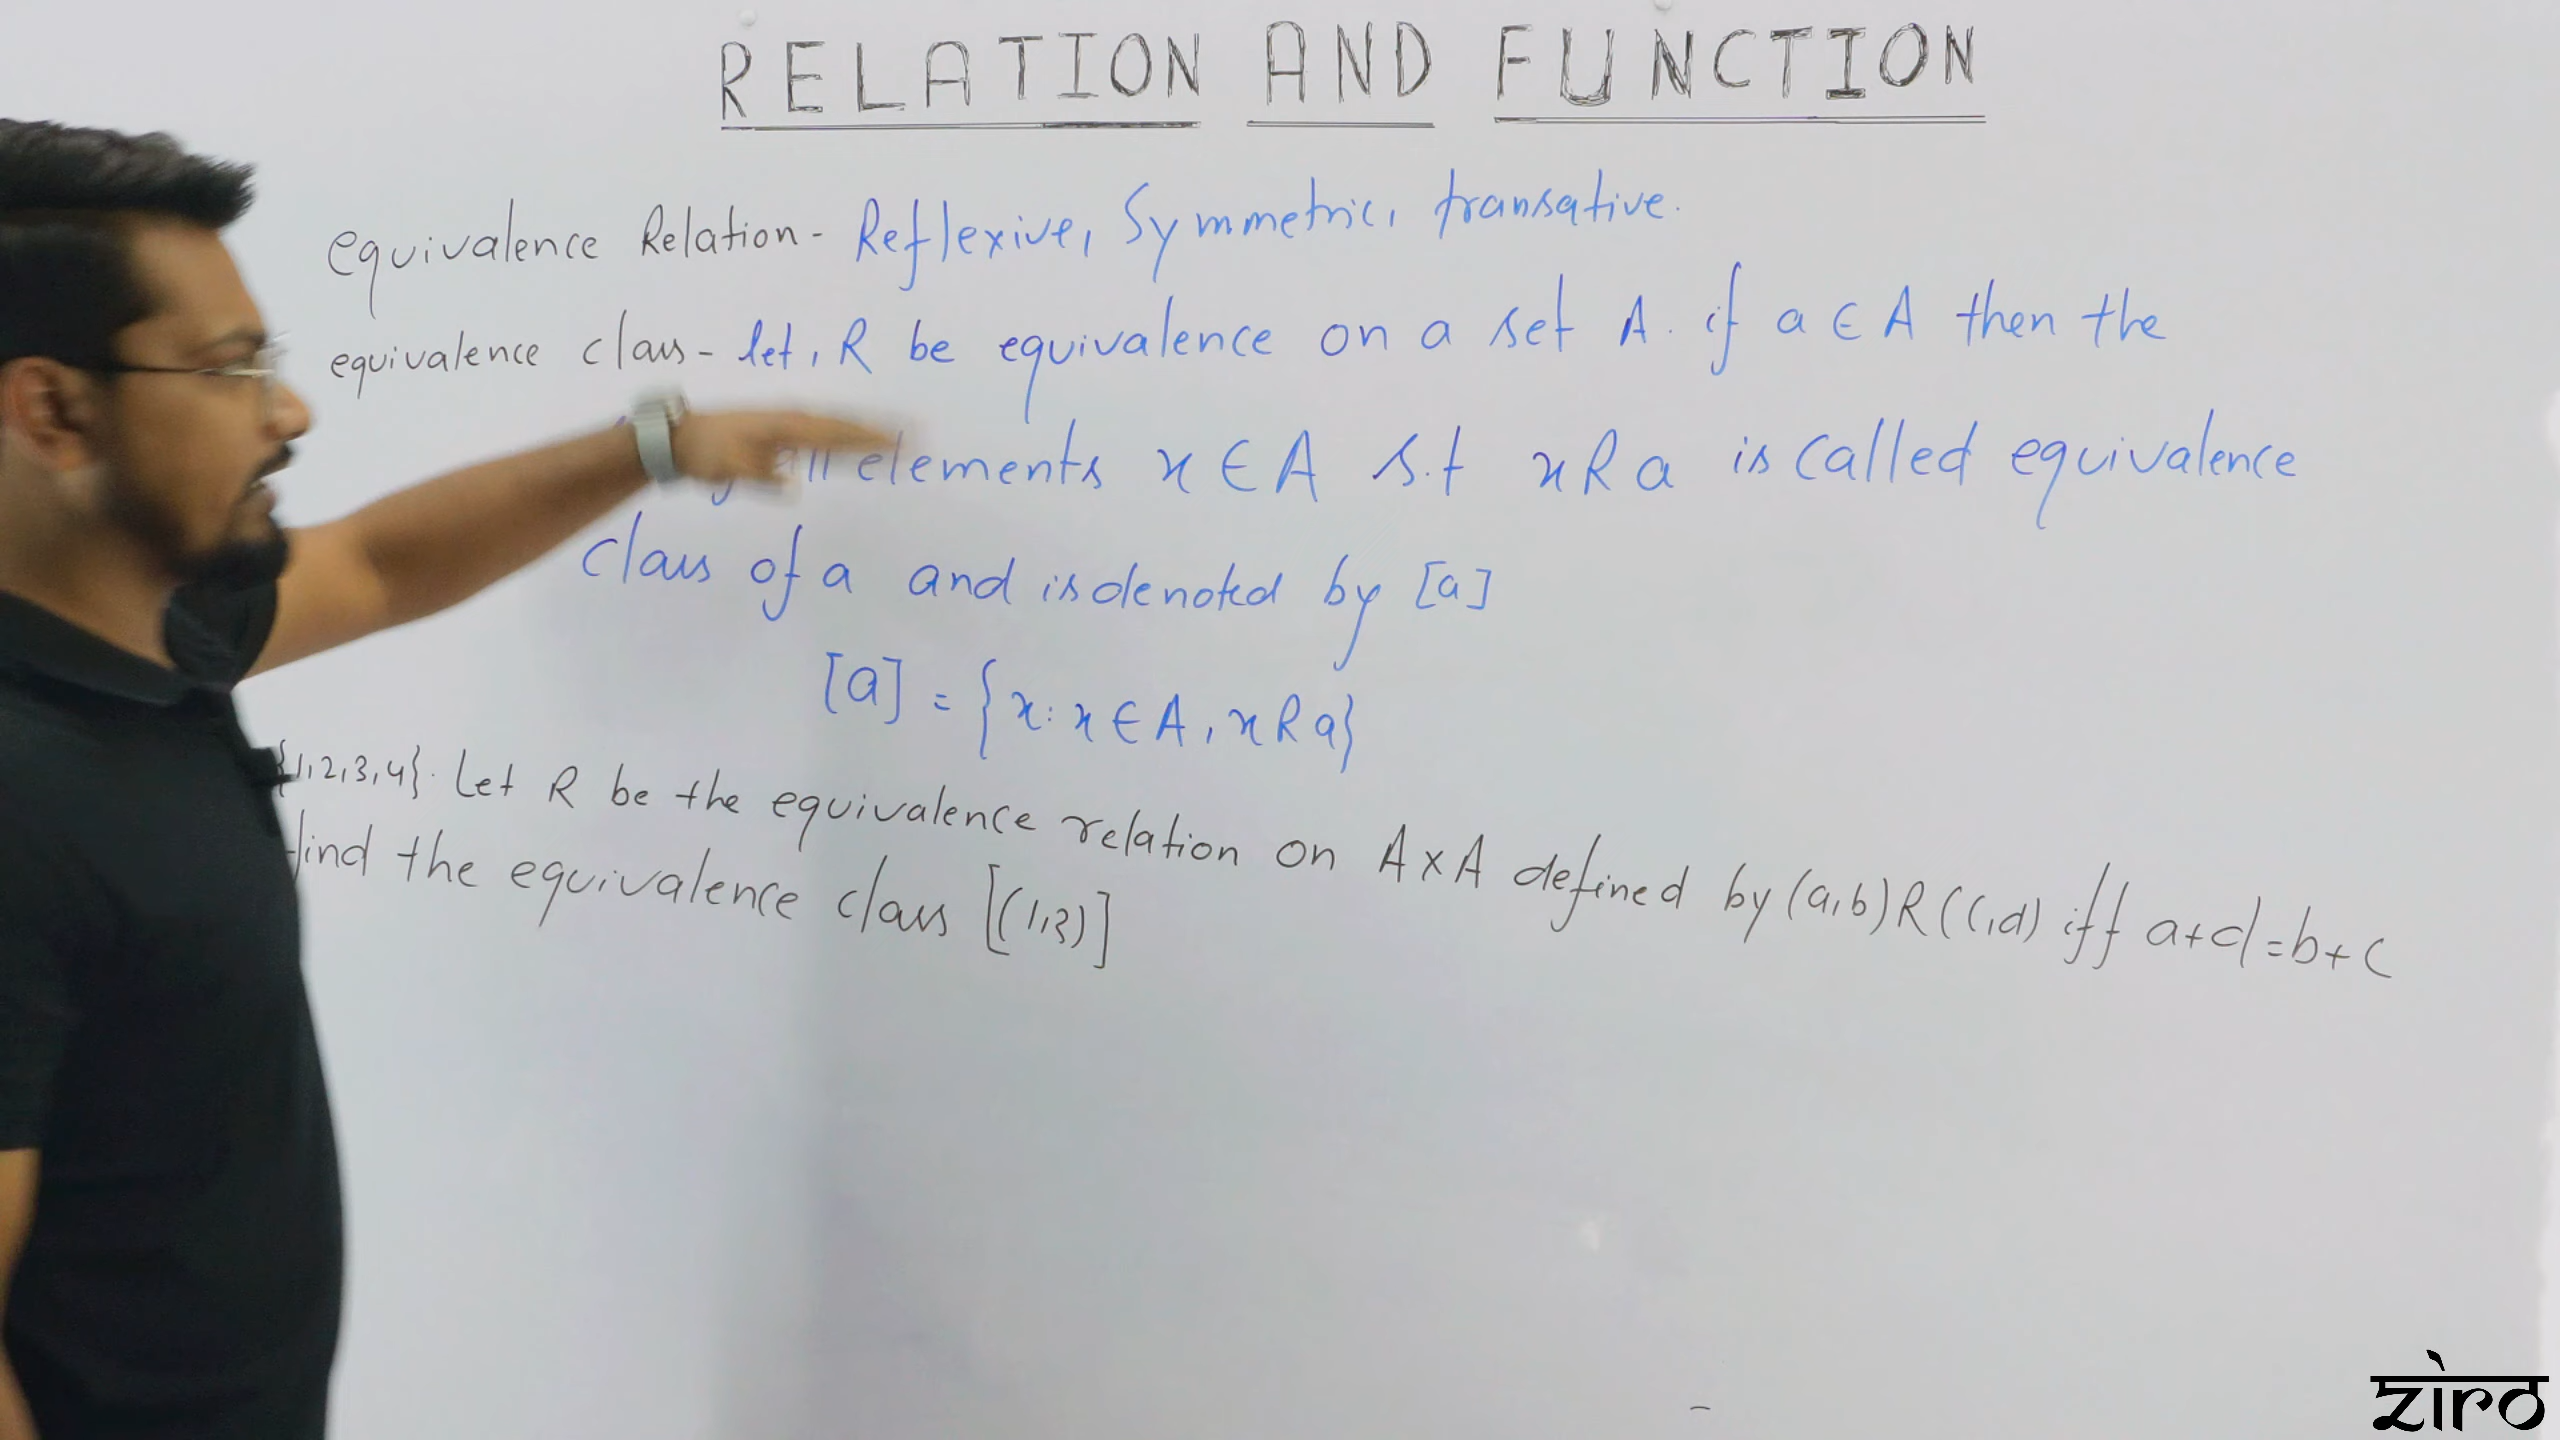 RELATION AND FUNCTION
equivalence Relation - Reflexive, Symmetric, transative.
equivalence class - let, R be equivalence on a set A. if a ∈ A then the
all elements x ∈ A s.t x R a is called equivalence
class of a and is denoted by [a]
[a] = {x : x ∈ A, x R a}
{1,2,3,4}. Let R be the equivalence relation on A×A defined by (a,b)R(c,d) iff a+d=b+c
find the equivalence class [(1,3)]
ziro